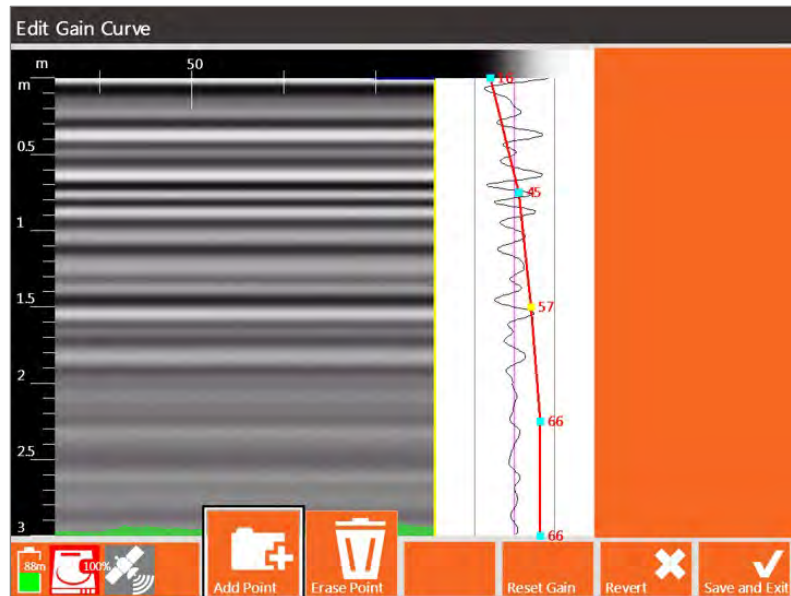 Edit Gain Curve
m
50
m
16
0.5
45
1
1.5
57
2
66
2.5
3
66
88m
100%
Add Point
Erase Point
Reset Gain
Revert
Save and Exit